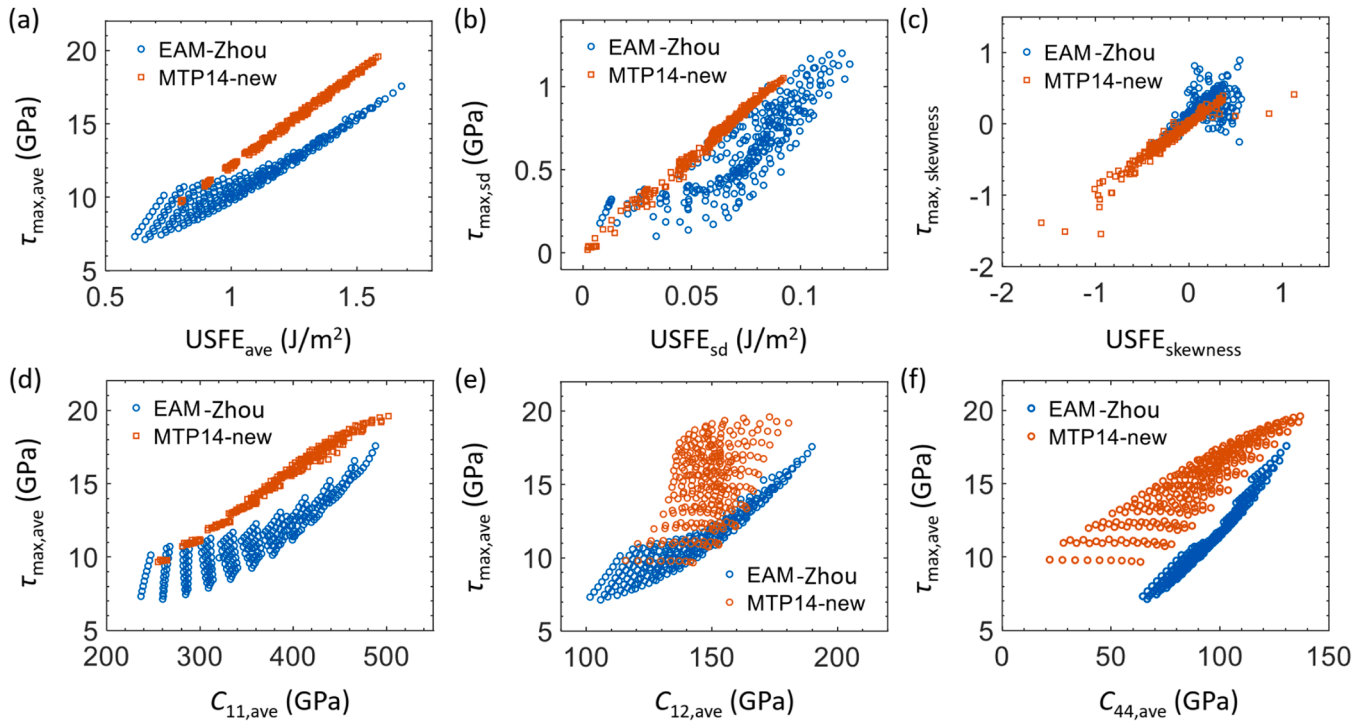 (a)
EAM-Zhou
MTP14-new
τmax,ave (GPa)
20
15
10
5
0.5
1
1.5
USFEave (J/m²)
(b)
EAM-Zhou
MTP14-new
τmax,sd (GPa)
1
0.5
0
0
0.05
0.1
USFEsd (J/m²)
(c)
EAM-Zhou
MTP14-new
τmax, skewness
1
0
-1
-2
-2
-1
0
1
USFEskewness
(d)
EAM-Zhou
MTP14-new
τmax,ave (GPa)
20
15
10
5
200
300
400
500
C11,ave (GPa)
(e)
τmax,ave (GPa)
20
15
10
5
EAM-Zhou
MTP14-new
100
150
200
C12,ave (GPa)
(f)
EAM-Zhou
MTP14-new
τmax,ave (GPa)
20
15
10
5
0
50
100
150
C44,ave (GPa)